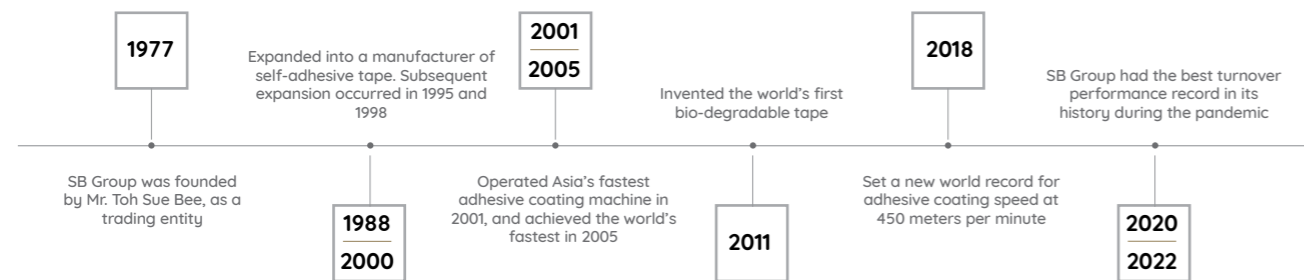 1977
SB Group was founded
by Mr. Toh Sue Bee, as a
trading entity
Expanded into a manufacturer of
self-adhesive tape. Subsequent
expansion occurred in 1995 and
1998
1988
2000
2001
2005
Operated Asia’s fastest
adhesive coating machine in
2001, and achieved the world’s
fastest in 2005
Invented the world’s first
bio-degradable tape
2011
2018
Set a new world record for
adhesive coating speed at
450 meters per minute
SB Group had the best turnover
performance record in its
history during the pandemic
2020
2022